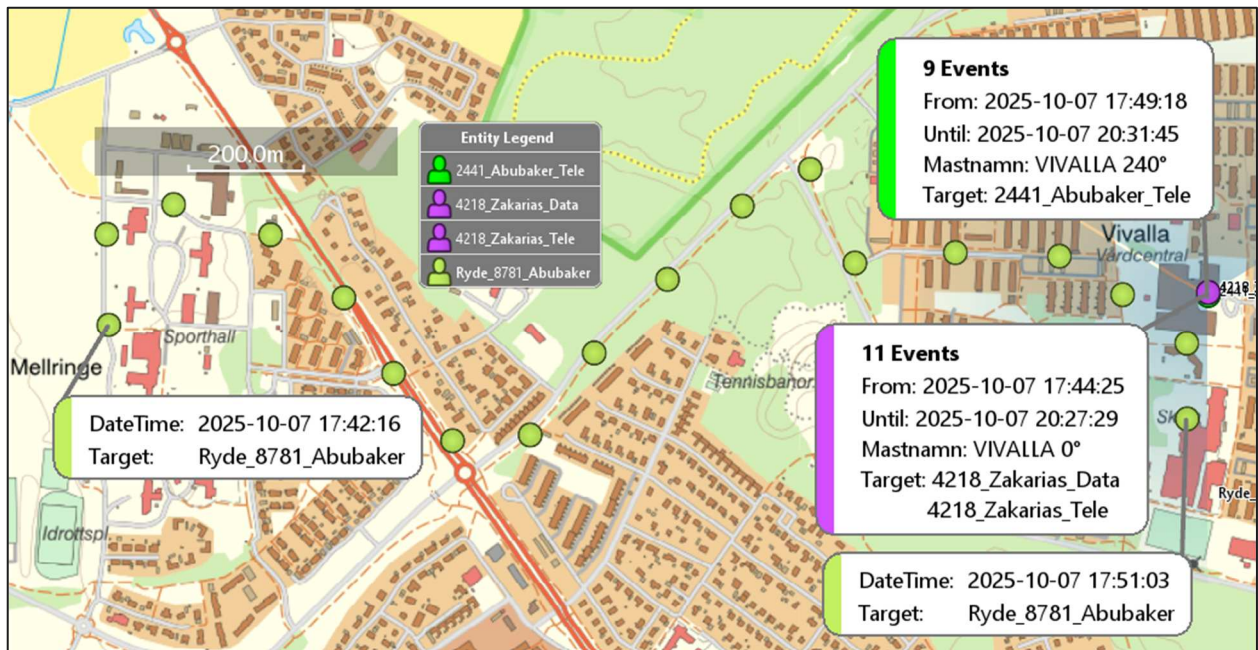 9 Events
From: 2025-10-07 17:49:18
Until: 2025-10-07 20:31:45
Mastnamn: VIVALLA 240°
Target: 2441_Abubaker_Tele
200.0m
Entity Legend
2441_Abubaker_Tele
4218_Zakarias_Data
4218_Zakarias_Tele
Ryde_8781_Abubaker
Vivalla
Vårdcentral
Sporthall
Mellringe
Tennisbanor
11 Events
From: 2025-10-07 17:44:25
Until: 2025-10-07 20:27:29
Mastnamn: VIVALLA 0°
Target: 4218_Zakarias_Data
4218_Zakarias_Tele
DateTime: 2025-10-07 17:42:16
Target: Ryde_8781_Abubaker
Ryde_
Idrottspl.
DateTime: 2025-10-07 17:51:03
Target: Ryde_8781_Abubaker